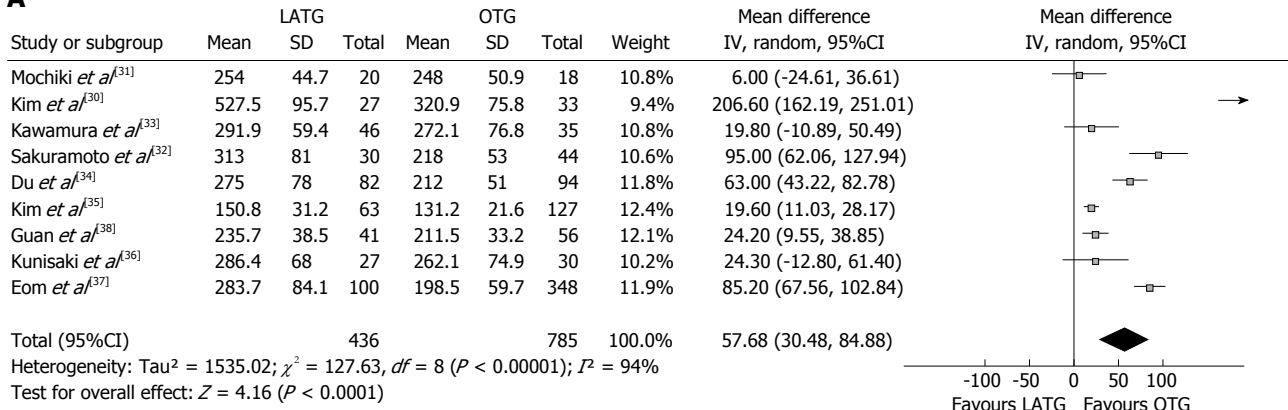 A
LATG OTG Mean difference Mean difference
Study or subgroup Mean SD Total Mean SD Total Weight IV, random, 95%CI IV, random, 95%CI
Mochiki et al[31] 254 44.7 20 248 50.9 18 10.8% 6.00 (-24.61, 36.61)
Kim et al[30] 527.5 95.7 27 320.9 75.8 33 9.4% 206.60 (162.19, 251.01)
Kawamura et al[33] 291.9 59.4 46 272.1 76.8 35 10.8% 19.80 (-10.89, 50.49)
Sakuramoto et al[32] 313 81 30 218 53 44 10.6% 95.00 (62.06, 127.94)
Du et al[34] 275 78 82 212 51 94 11.8% 63.00 (43.22, 82.78)
Kim et al[35] 150.8 31.2 63 131.2 21.6 127 12.4% 19.60 (11.03, 28.17)
Guan et al[38] 235.7 38.5 41 211.5 33.2 56 12.1% 24.20 (9.55, 38.85)
Kunisaki et al[36] 286.4 68 27 262.1 74.9 30 10.2% 24.30 (-12.80, 61.40)
Eom et al[37] 283.7 84.1 100 198.5 59.7 348 11.9% 85.20 (67.56, 102.84)
Total (95%CI) 436 785 100.0% 57.68 (30.48, 84.88)
Heterogeneity: Tau² = 1535.02; χ² = 127.63, df = 8 (P < 0.00001); I² = 94%
Test for overall effect: Z = 4.16 (P < 0.0001)
-100 -50 0 50 100
Favours LATG Favours OTG